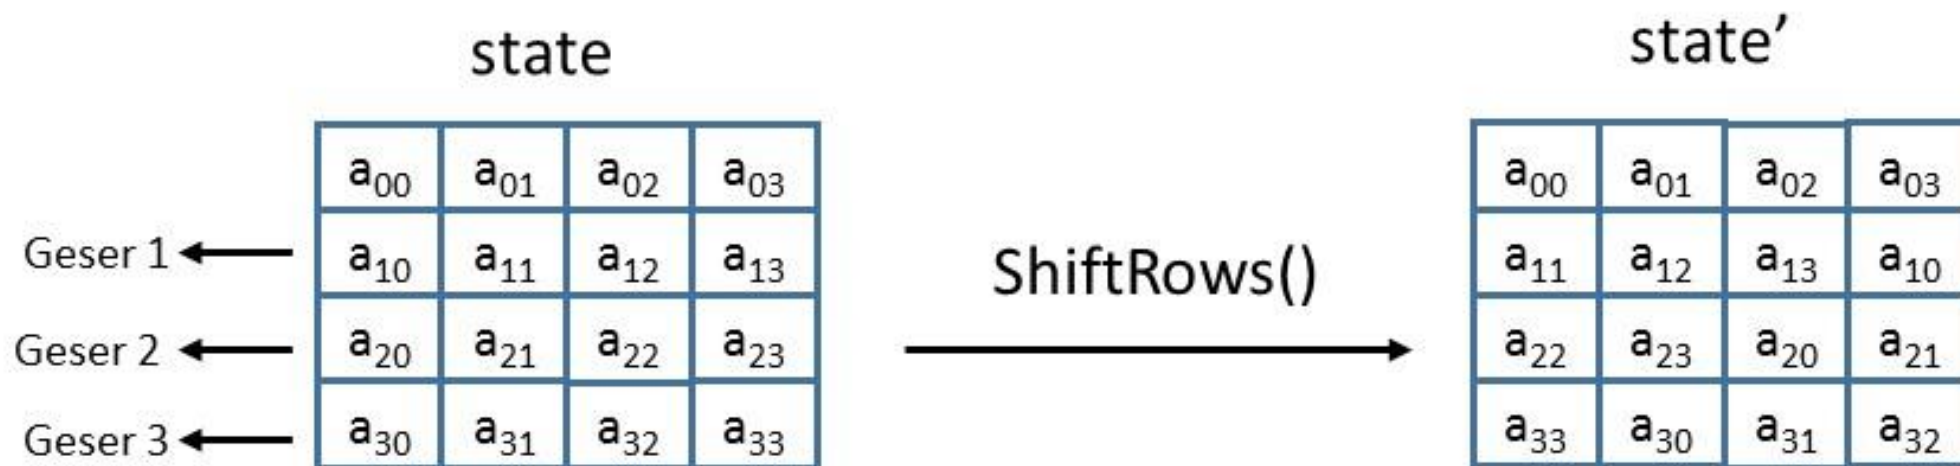 state
state’
a00 a01 a02 a03
a00 a01 a02 a03
Geser 1
a10 a11 a12 a13
ShiftRows()
a11 a12 a13 a10
Geser 2
a20 a21 a22 a23
a22 a23 a20 a21
Geser 3
a30 a31 a32 a33
a33 a30 a31 a32